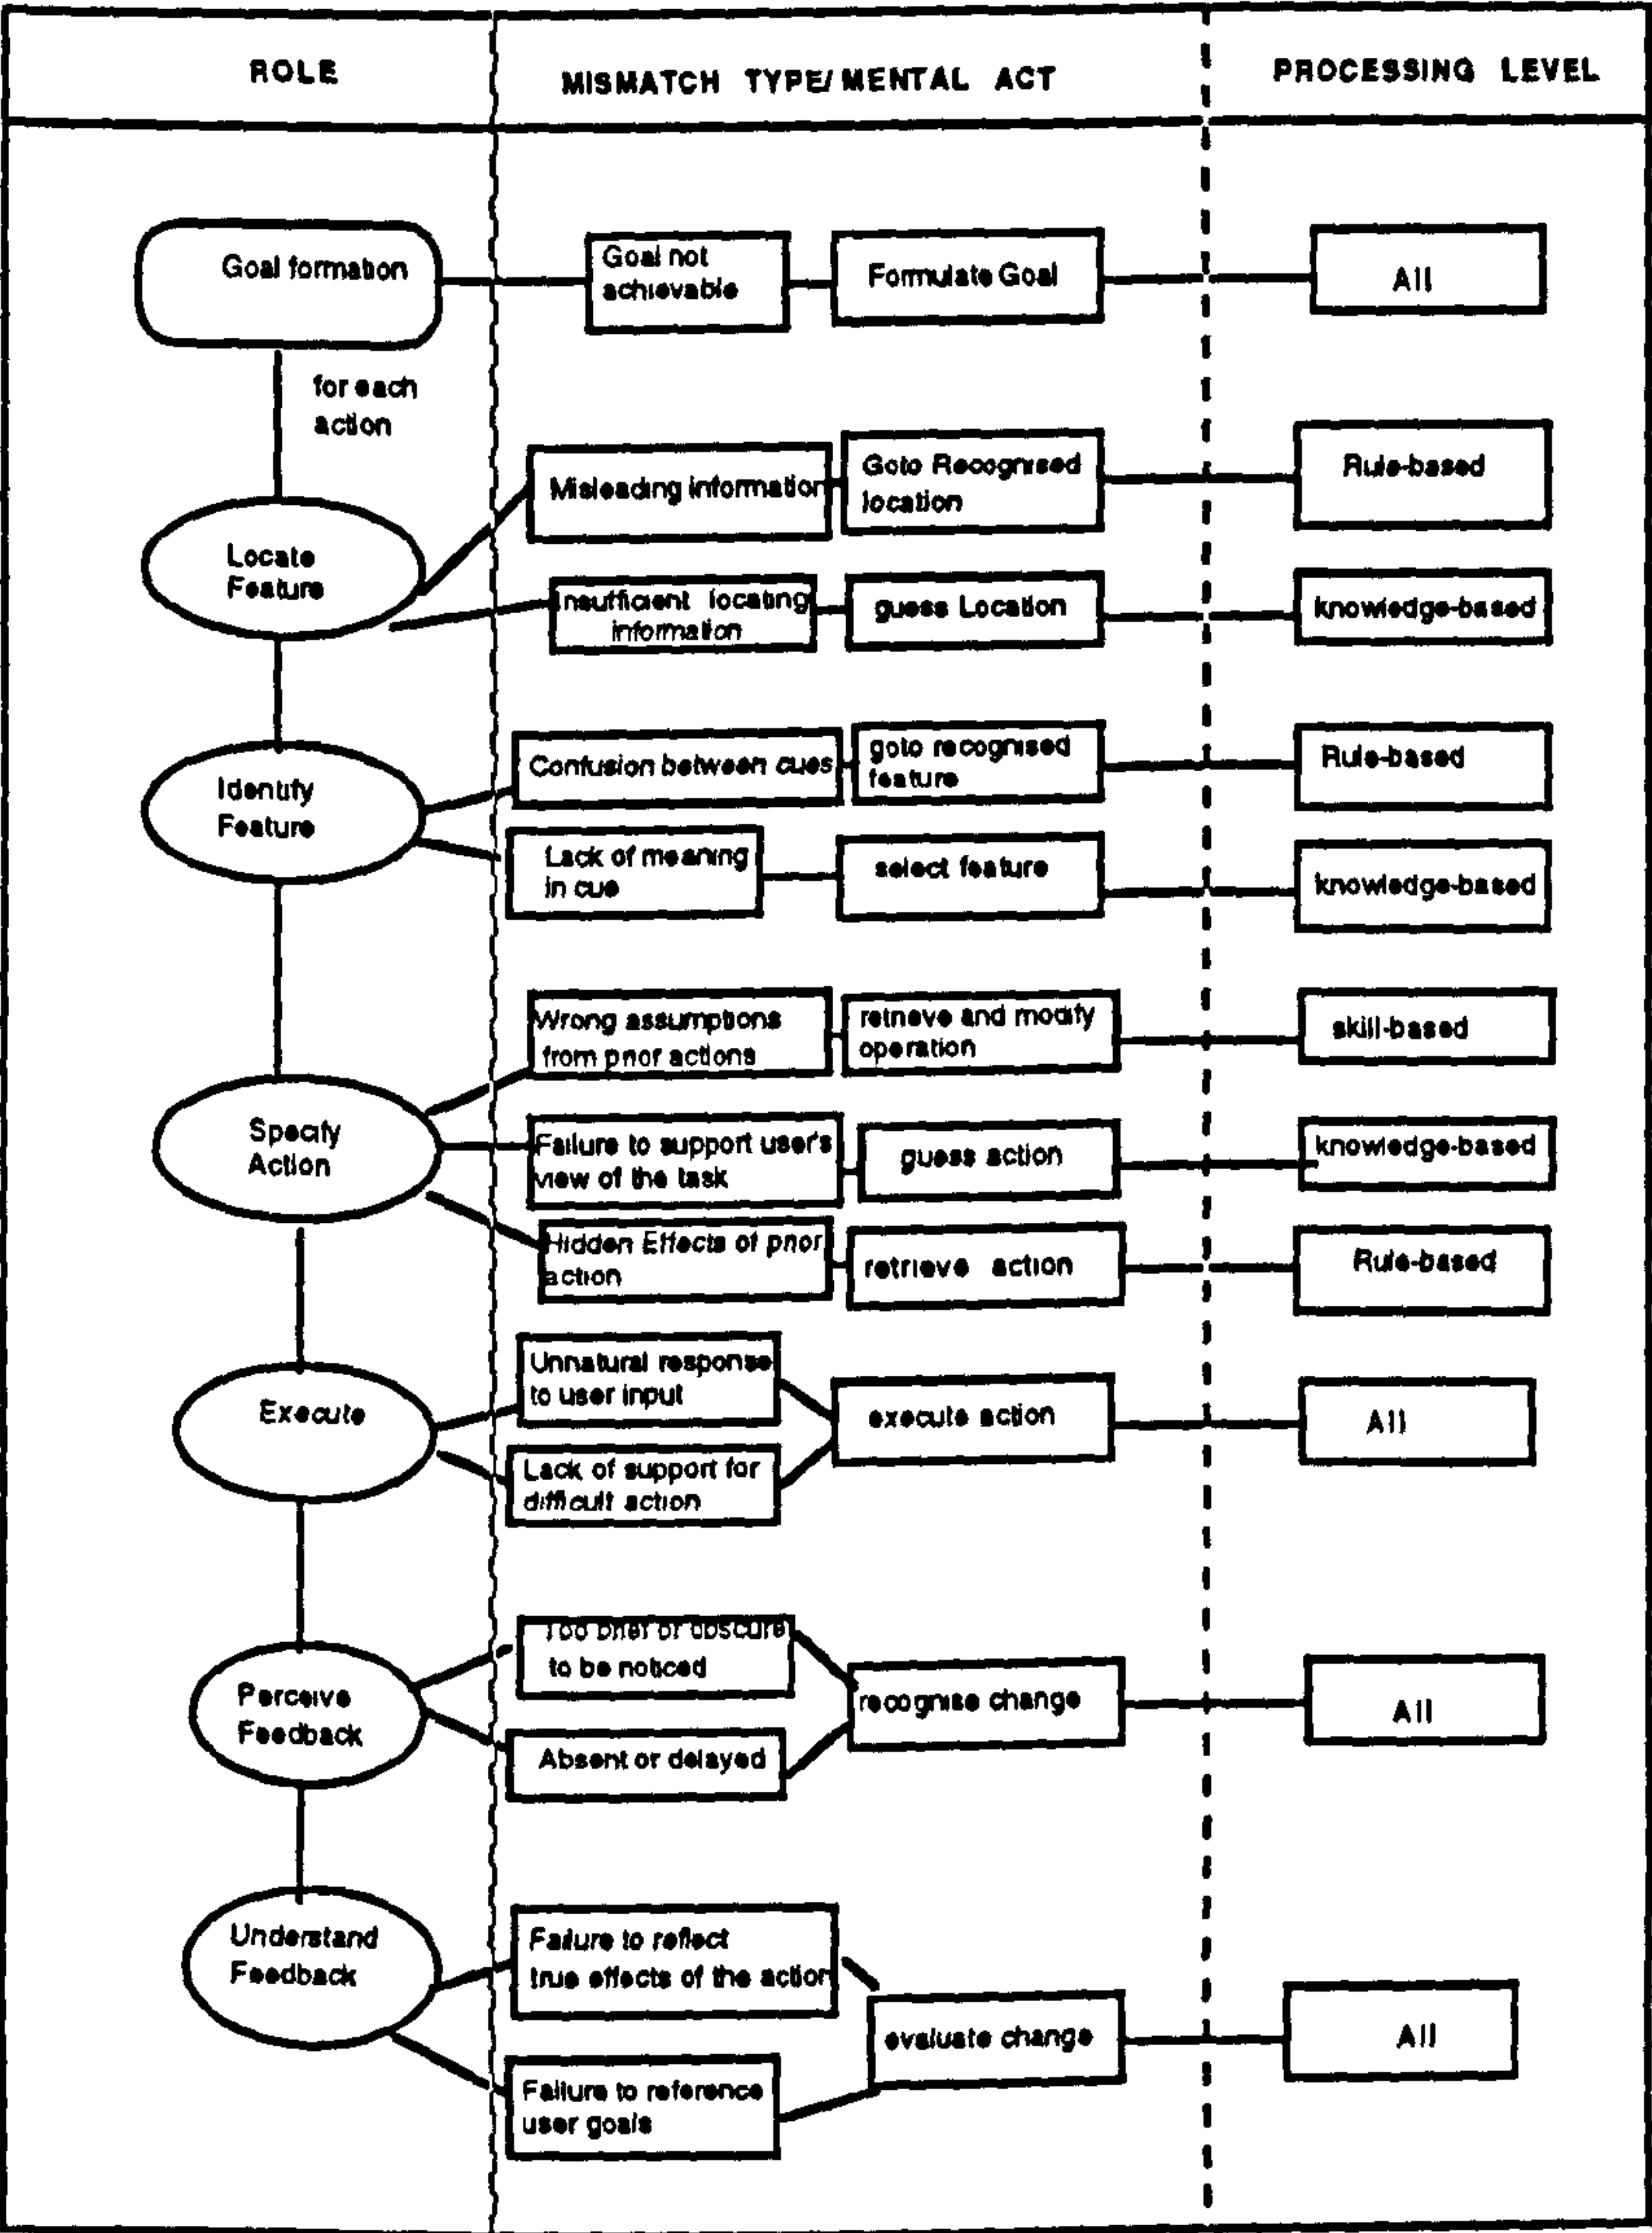 ROLE
MISMATCH TYPE/MENTAL ACT
PROCESSING LEVEL
Goal formation
Goal not
achievable
Formulate Goal
All
for each
action
Misleading information
Goto Recognised
location
Rule-based
Locate
Feature
Insufficient locating
information
guess Location
knowledge-based
Identify
Feature
Confusion between cues
goto recognised
feature
Rule-based
Lack of meaning
in cue
select feature
knowledge-based
Wrong assumptions
from prior actions
retrieve and modify
operation
skill-based
Specify
Action
Failure to support user's
view of the task
guess action
knowledge-based
Hidden Effects of prior
action
retrieve action
Rule-based
Execute
Unnatural response
to user input
Lack of support for
difficult action
execute action
All
Perceive
Feedback
Too brief or obscure
to be noticed
Absent or delayed
recognise change
All
Understand
Feedback
Failure to reflect
true effects of the action
Failure to reference
user goals
evaluate change
All